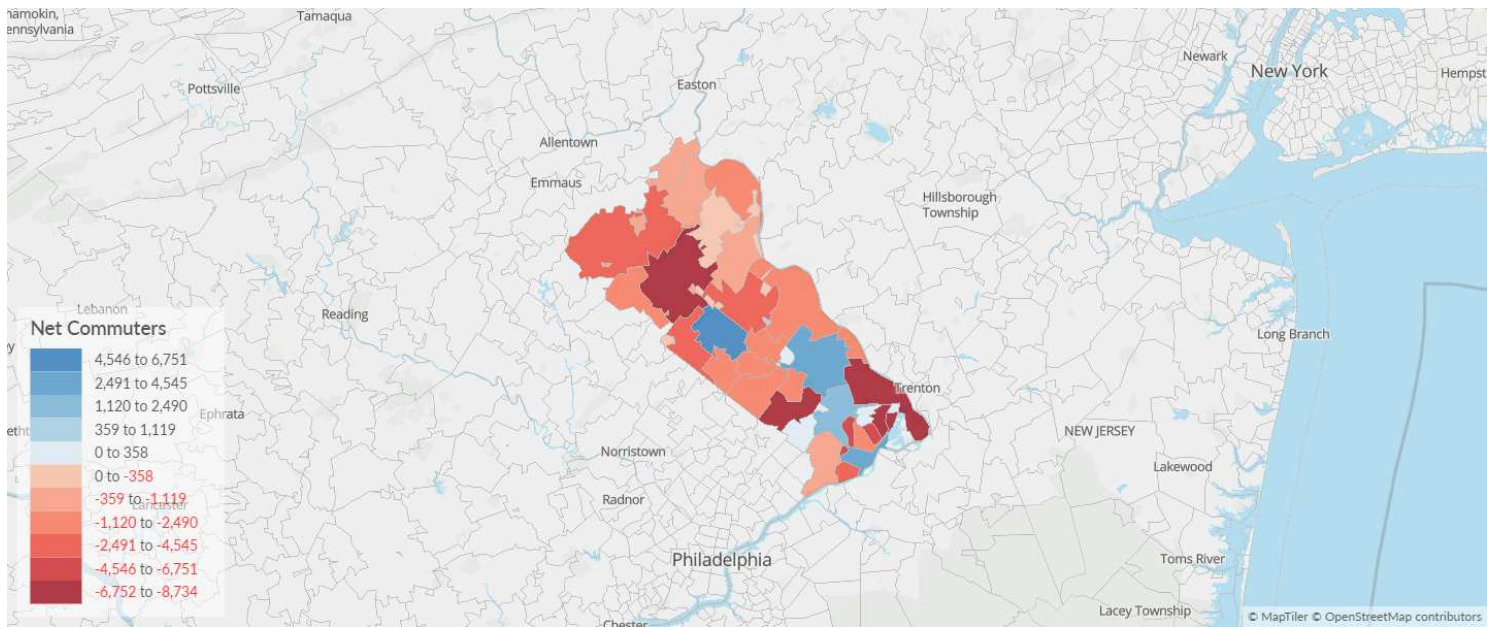 hamokin,
ennsylvania
Tamaqua
Newark
New York
Hempst
Pottsville
Easton
Allentown
Emmaus
Hillsborough
Township
Lebanon
Reading
Long Branch
Net Commuters
4,546 to 6,751
2,491 to 4,545
1,120 to 2,490
359 to 1,119
0 to 358
0 to -358
-359 to -1,119
-1,120 to -2,490
-2,491 to -4,545
-4,546 to -6,751
-6,752 to -8,734
Ephrata
Lancaster
Trenton
NEW JERSEY
Norristown
Lakewood
Radnor
Philadelphia
Toms River
Chester
Lacey Township
© MapTiler © OpenStreetMap contributors